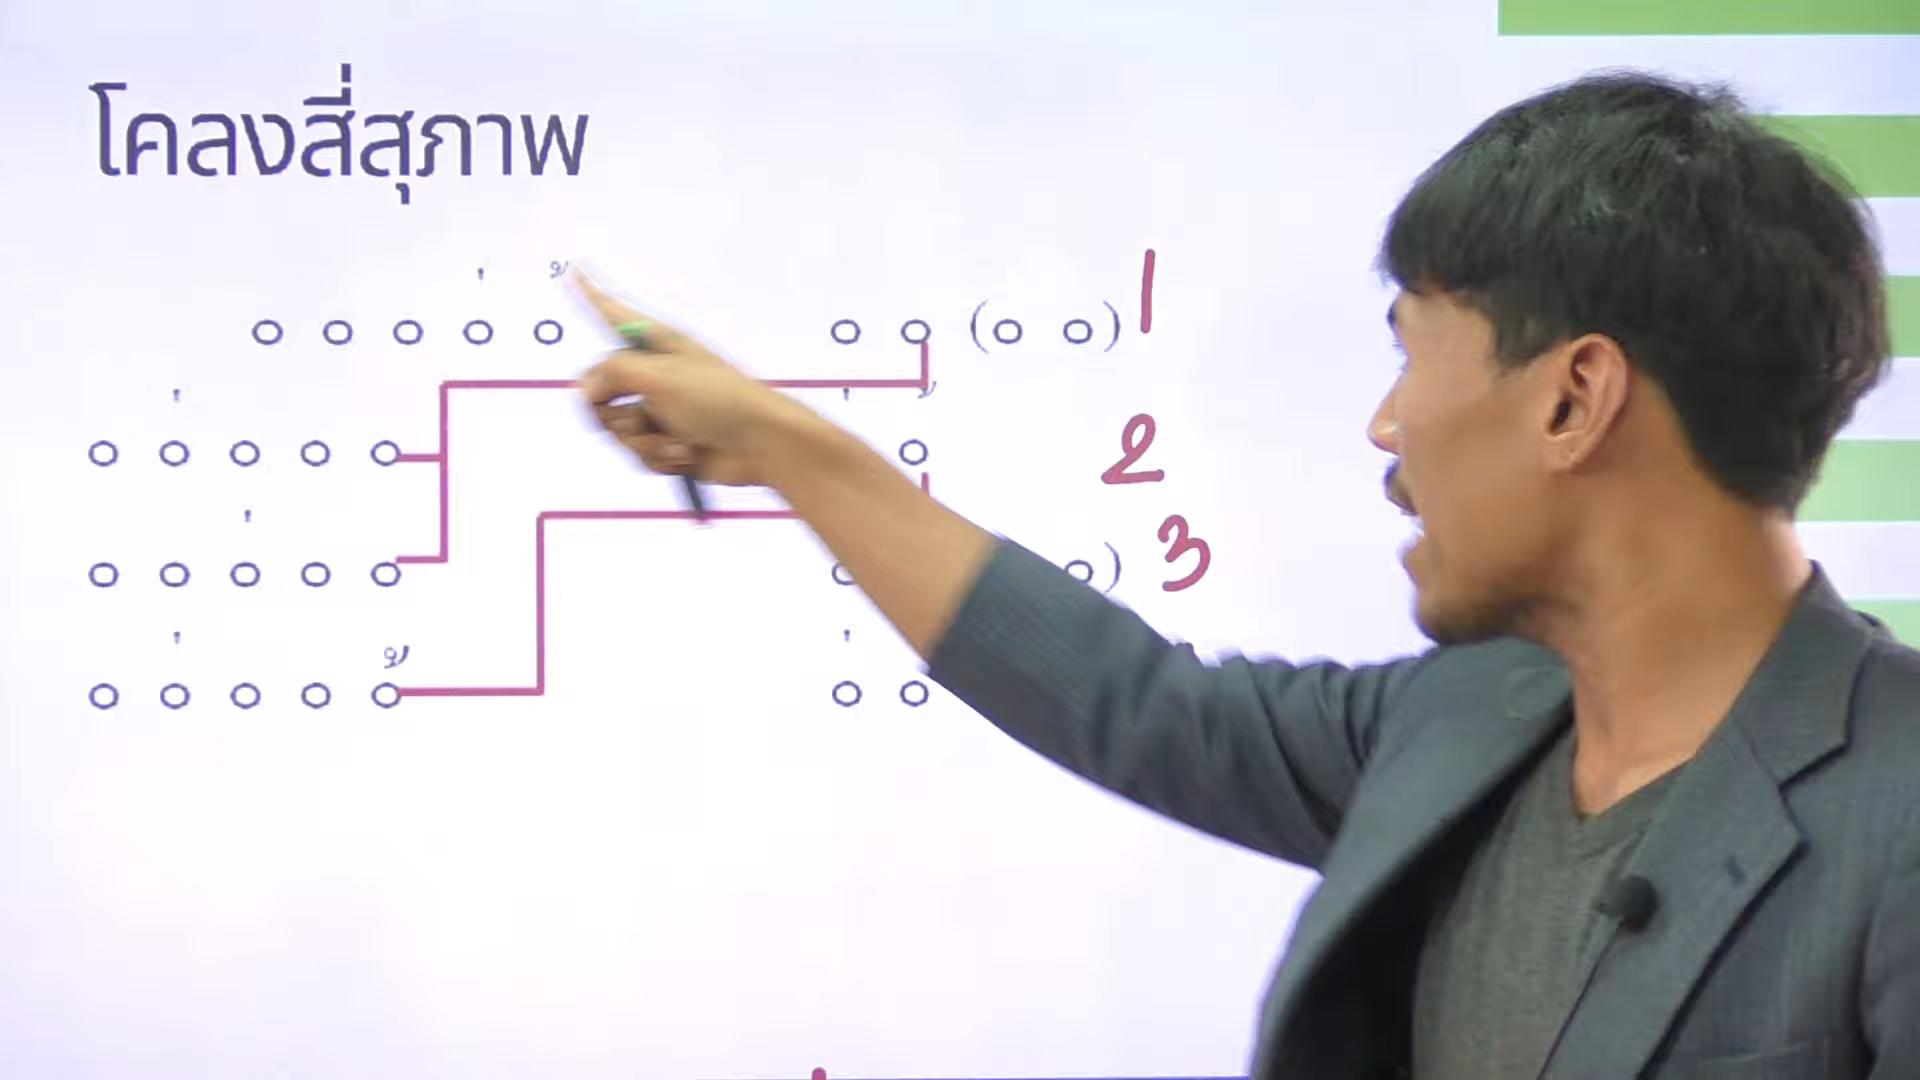 โคลงสี่สุภาพ
่ ้
o o o o o o o (o o) 1
่ ่ ้
o o o o o o 2
่
o o o o o o o) 3
่ ้ ่
o o o o o o o